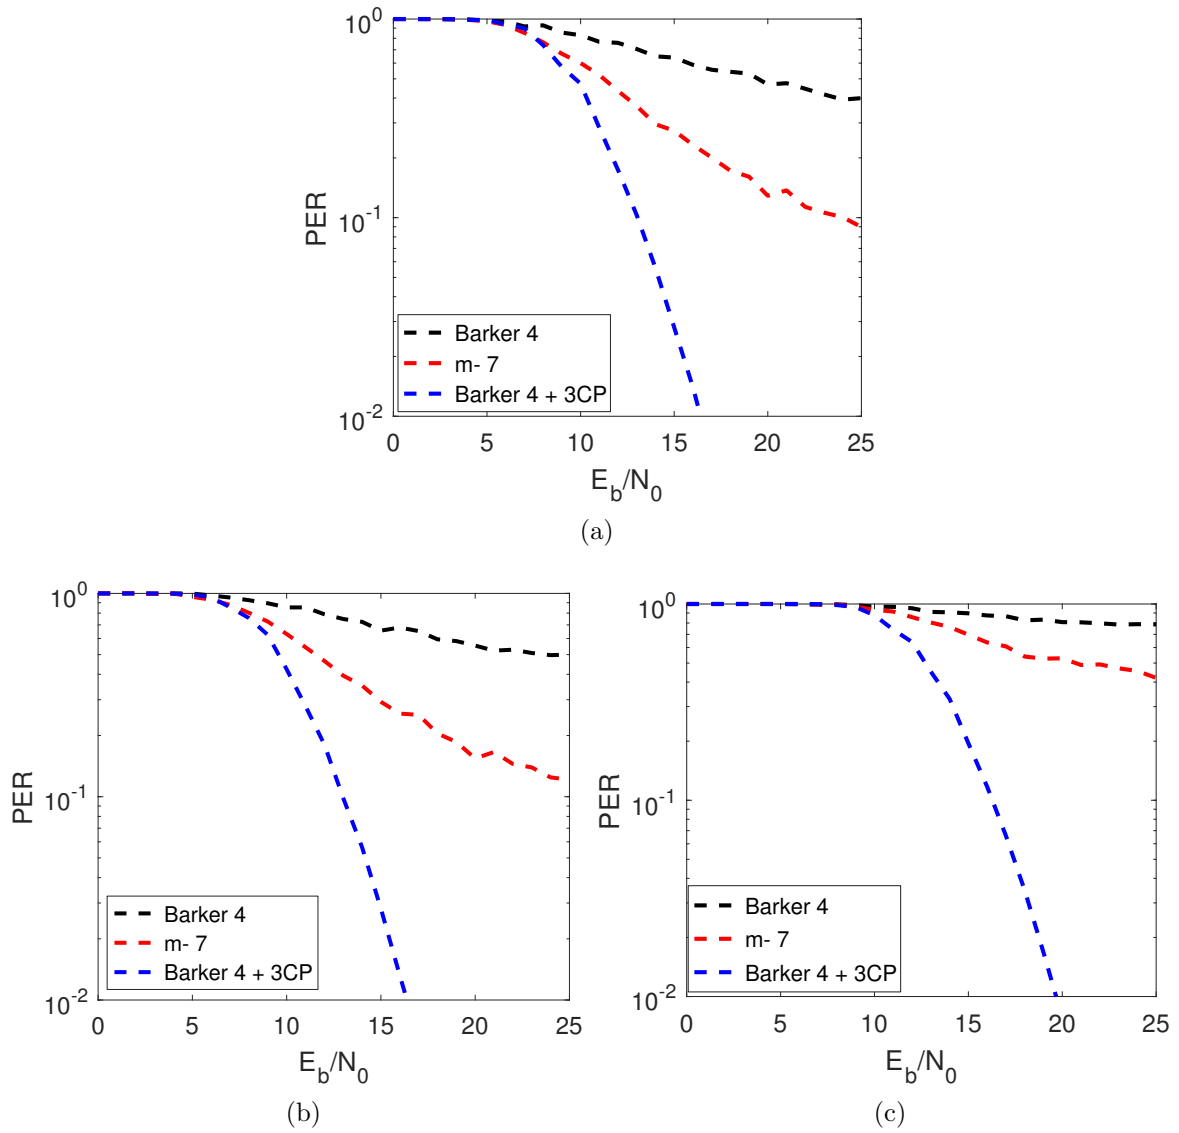 10^0
10^-1
10^-2
PER
Barker 4
m- 7
Barker 4 + 3CP
0 5 10 15 20 25
E_b/N_0
(a)
10^0
10^-1
10^-2
PER
Barker 4
m- 7
Barker 4 + 3CP
0 5 10 15 20 25
E_b/N_0
(b)
10^0
10^-1
10^-2
PER
Barker 4
m- 7
Barker 4 + 3CP
0 5 10 15 20 25
E_b/N_0
(c)